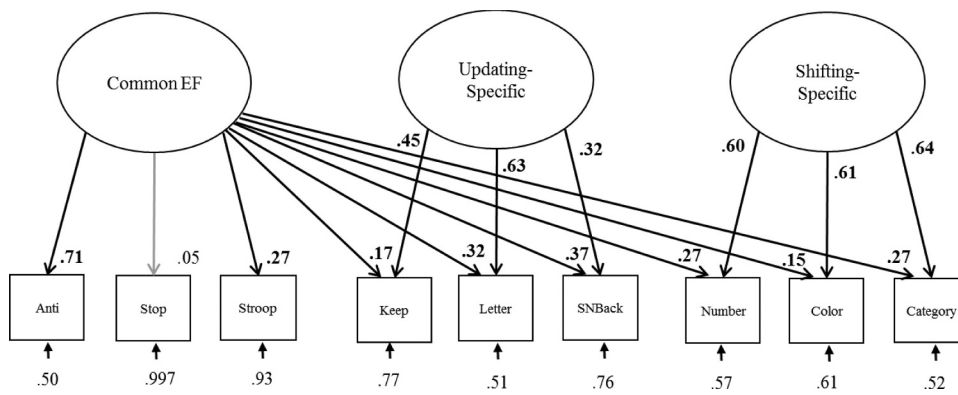 Common EF
Updating-
Specific
Shifting-
Specific
.45
.63
.32
.60
.61
.64
.71
.05
.27
.17
.32
.37
.27
.15
.27
Anti
Stop
Stroop
Keep
Letter
SNBack
Number
Color
Category
.50
.997
.93
.77
.51
.76
.57
.61
.52